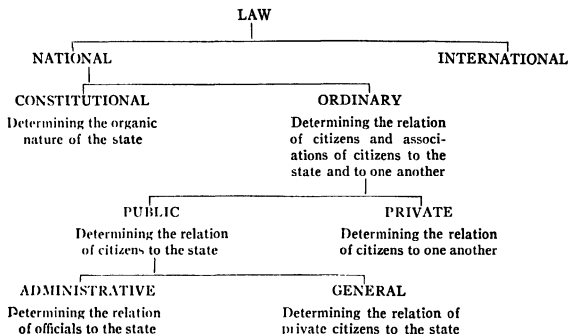 LAW
NATIONAL
INTERNATIONAL
CONSTITUTIONAL
Determining the organic
nature of the state
ORDINARY
Determining the relation
of citizens and associ-
ations of citizens to the
state and to one another
PUBLIC
Determining the relation
of citizens to the state
PRIVATE
Determining the relation
of citizens to one another
ADMINISTRATIVE
Determining the relation
of officials to the state
GENERAL
Determining the relation of
private citizens to the state